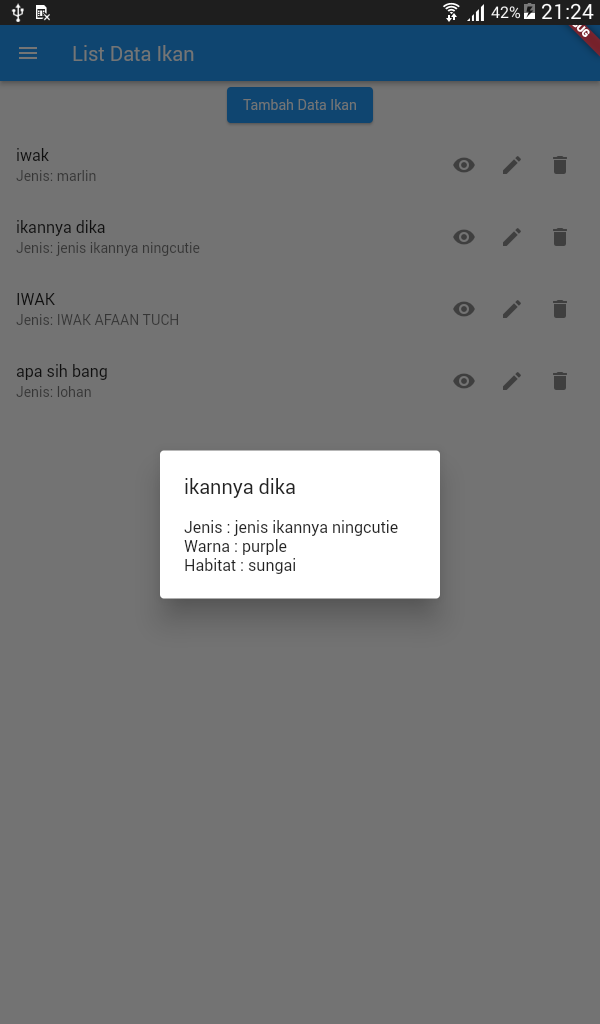 42% 21:24
List Data Ikan
Tambah Data Ikan
iwak
Jenis: marlin
ikannya dika
Jenis: jenis ikannya ningcutie
IWAK
Jenis: IWAK AFAAN TUCH
apa sih bang
Jenis: lohan
ikannya dika
Jenis : jenis ikannya ningcutie
Warna : purple
Habitat : sungai